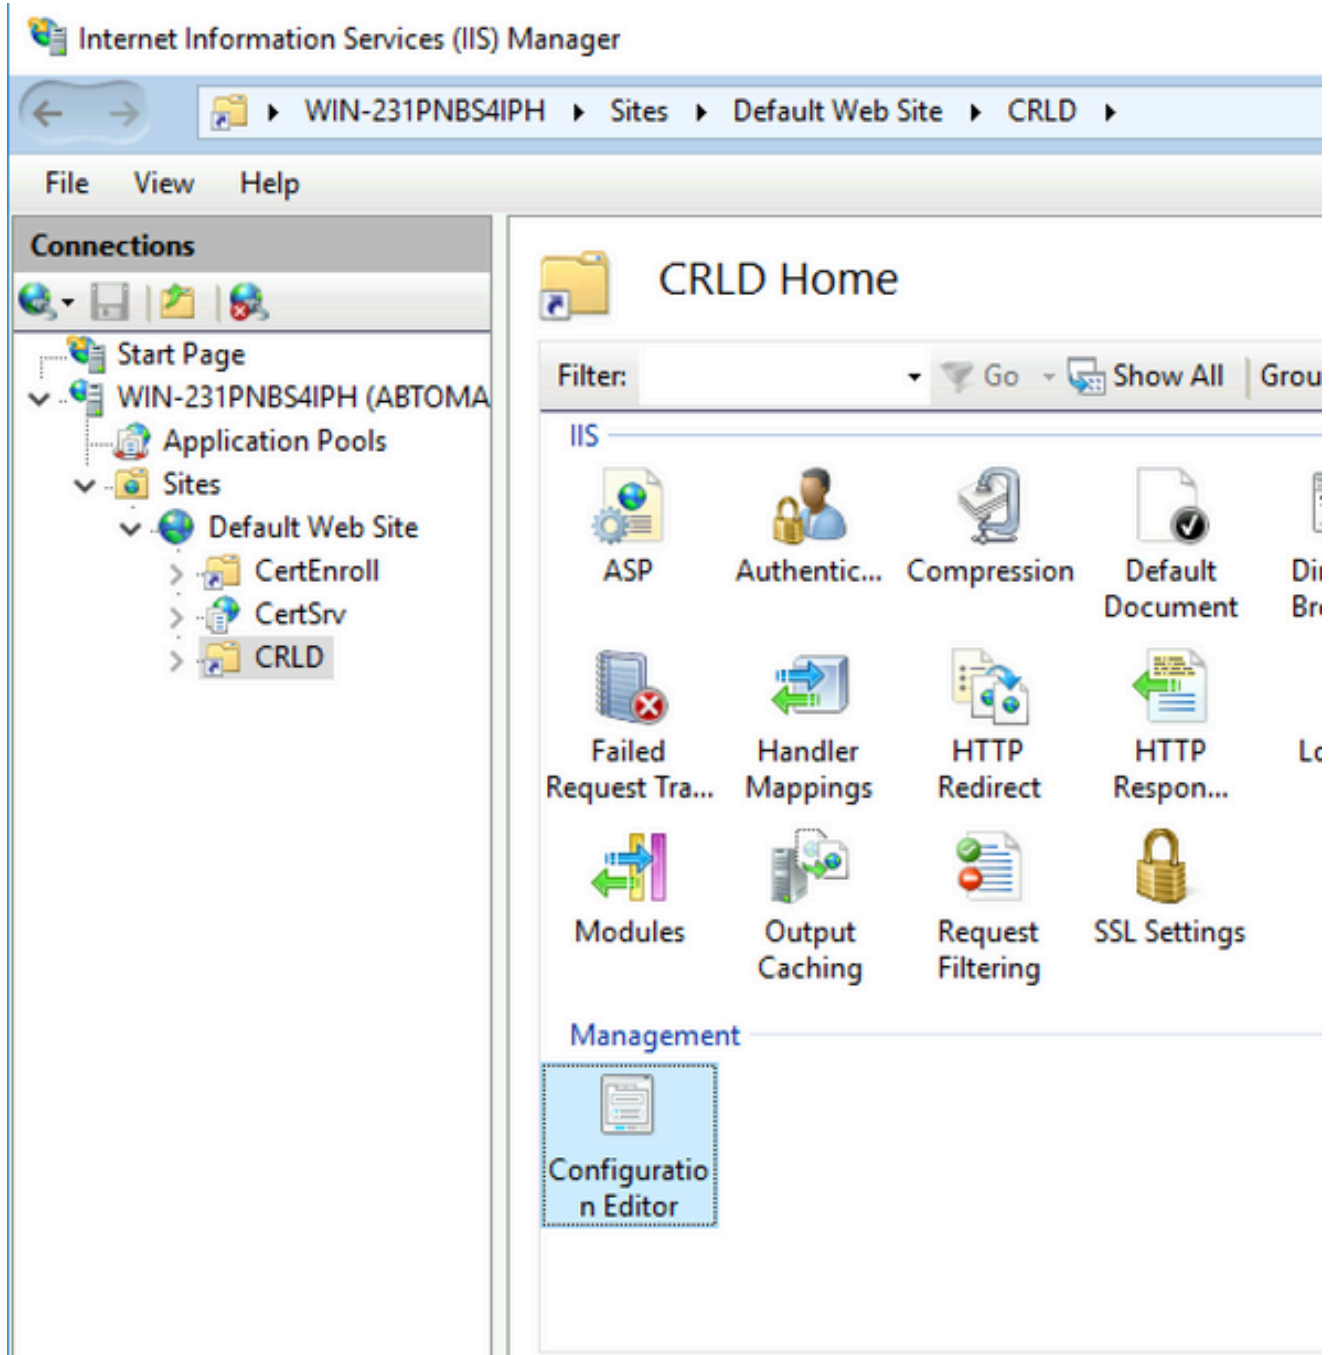 Internet Information Services (IIS) Manager
WIN-231PNBS4IPH Sites Default Web Site CRLD
File View Help
Connections
Start Page
WIN-231PNBS4IPH (ABTOMA
Application Pools
Sites
Default Web Site
CertEnroll
CertSrv
CRLD
CRLD Home
Filter: Go Show All Grou
IIS
ASP Authentic... Compression Default Dir
Document Bro
Failed Handler HTTP HTTP Lo
Request Tra... Mappings Redirect Respon...
Modules Output Request SSL Settings
Caching Filtering
Management
Configuratio
n Editor